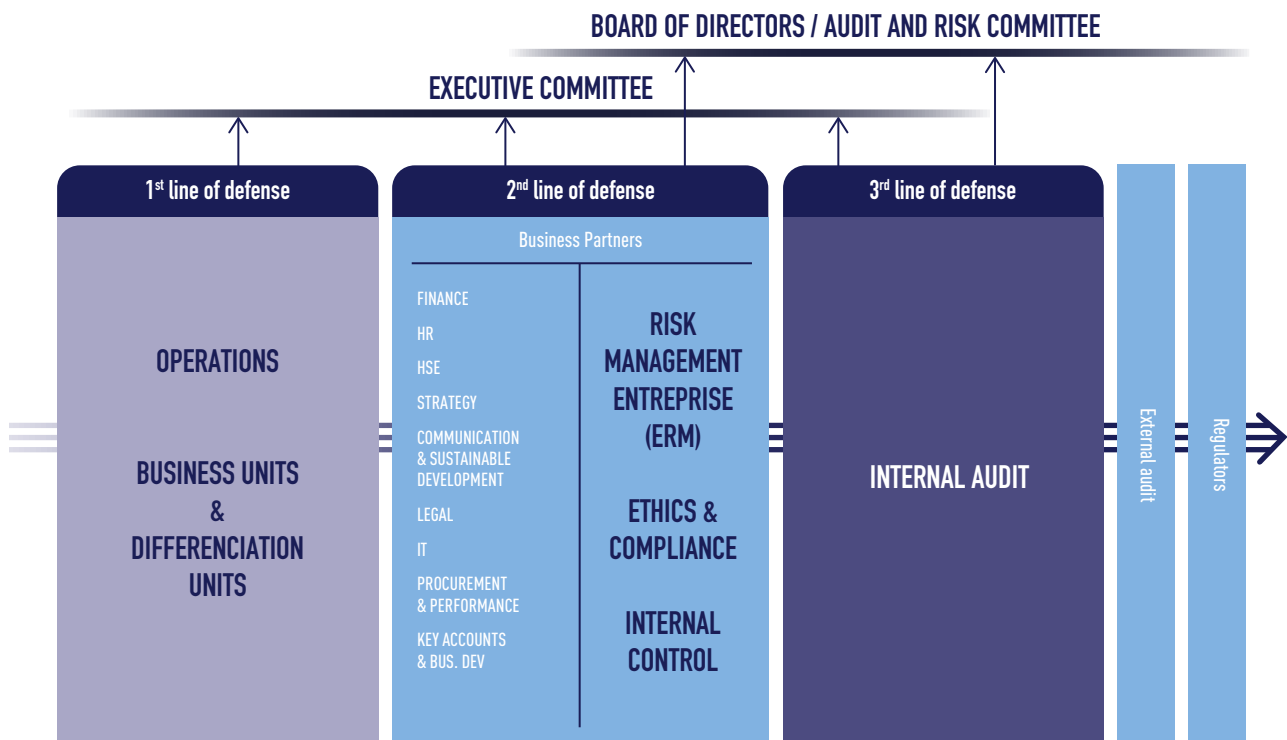 BOARD OF DIRECTORS / AUDIT AND RISK COMMITTEE
EXECUTIVE COMMITTEE
1st line of defense
OPERATIONS
BUSINESS UNITS
&
DIFFERENCIATION
UNITS
2nd line of defense
Business Partners
FINANCE
HR
HSE
STRATEGY
COMMUNICATION
& SUSTAINABLE
DEVELOPMENT
LEGAL
IT
PROCUREMENT
& PERFORMANCE
KEY ACCOUNTS
& BUS. DEV
RISK
MANAGEMENT
ENTREPRISE
(ERM)
ETHICS &
COMPLIANCE
INTERNAL
CONTROL
3rd line of defense
INTERNAL AUDIT
External audit
Regulators